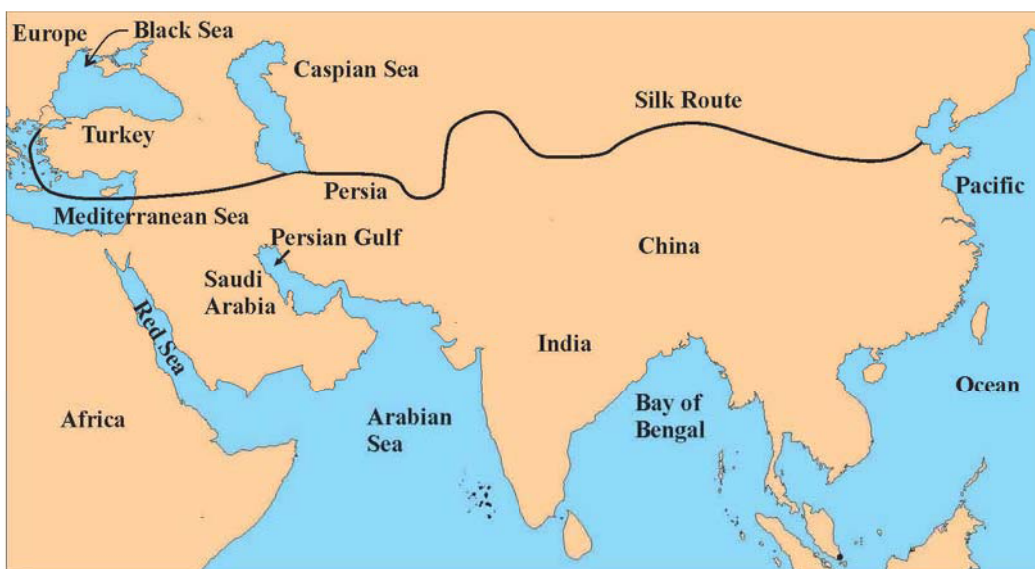 Europe
Black Sea
Caspian Sea
Silk Route
Turkey
Persia
Pacific
Mediterranean Sea
Persian Gulf
China
Saudi
Arabia
Red Sea
India
Ocean
Africa
Arabian
Sea
Bay of
Bengal